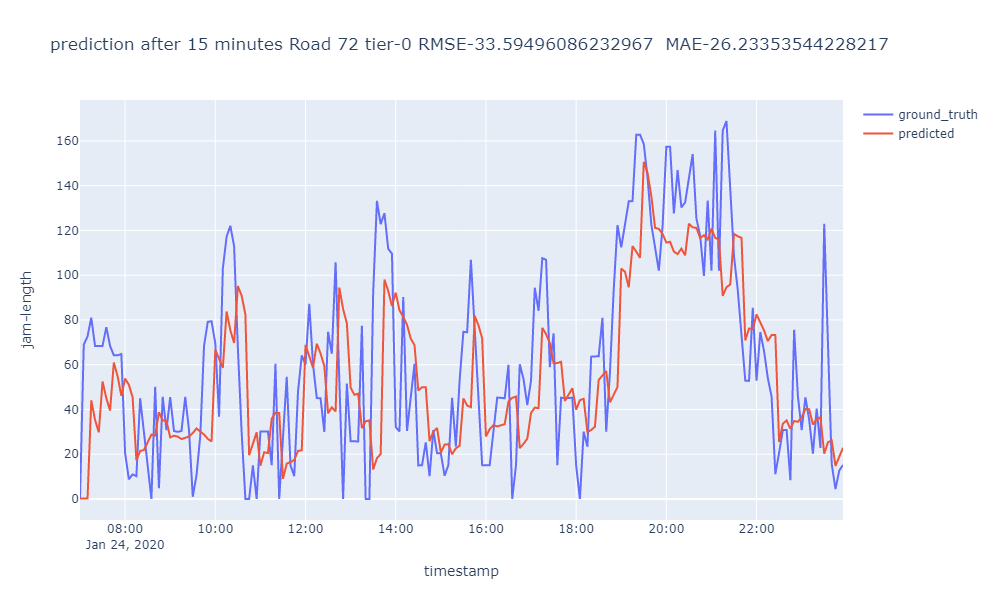 prediction after 15 minutes Road 72 tier-0 RMSE-33.59496086232967  MAE-26.23353544228217
ground_truth
predicted
jam-length
160
140
120
100
80
60
40
20
0
08:00 10:00 12:00 14:00 16:00 18:00 20:00 22:00
Jan 24, 2020
timestamp